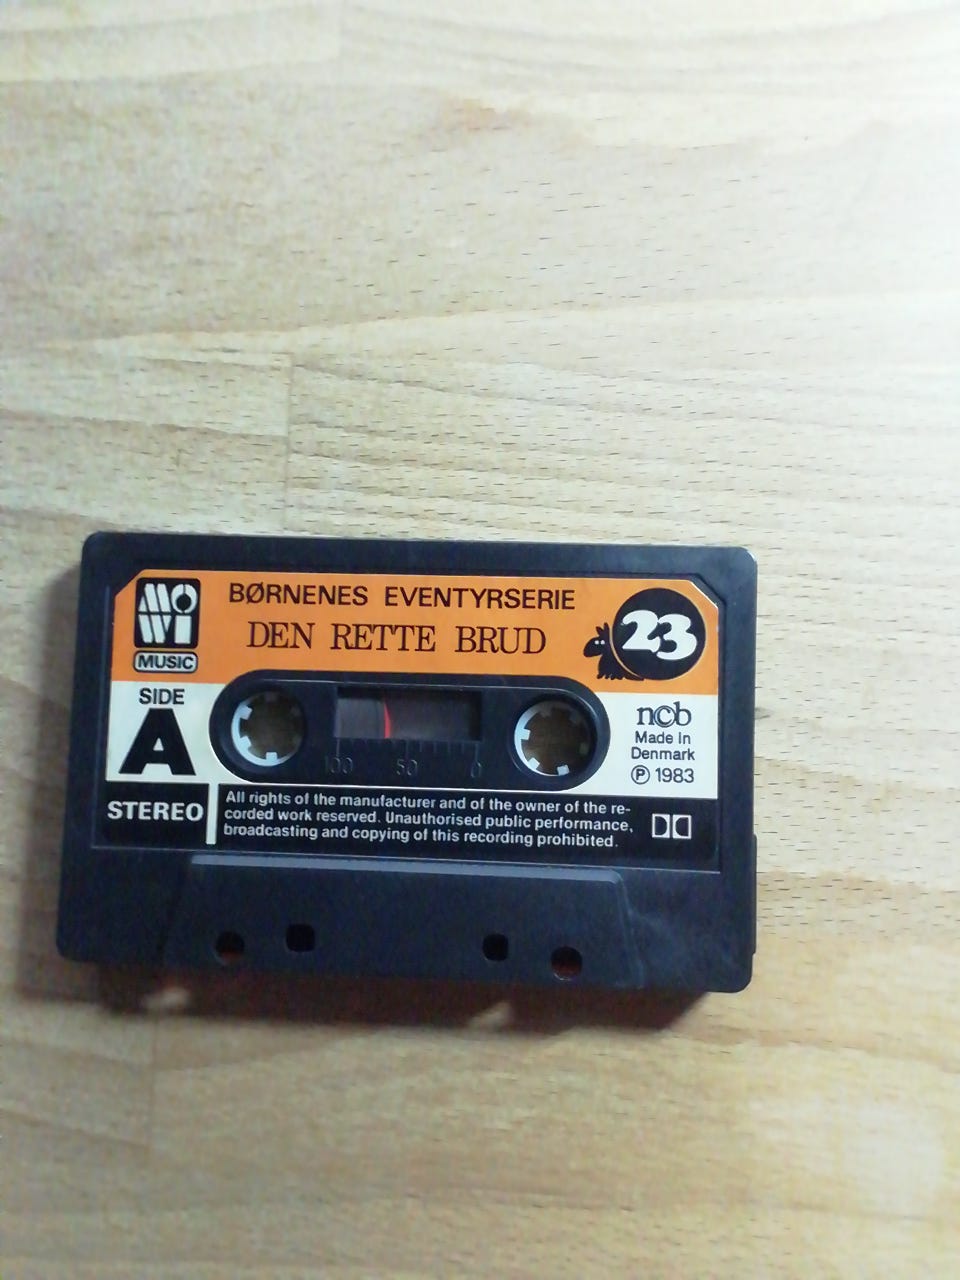 MOWI
MUSIC
BØRNENES EVENTYRSERIE
DEN RETTE BRUD
23
SIDE
A
STEREO
100 50 0
ncb
Made in
Denmark
℗ 1983
All rights of the manufacturer and of the owner of the re-
corded work reserved. Unauthorised public performance,
broadcasting and copying of this recording prohibited.